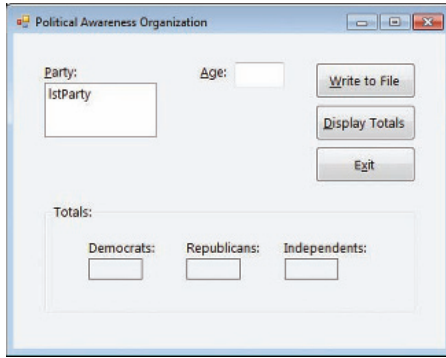 Political Awareness Organization
Party:
Age:
Write to File
lstParty
Display Totals
Exit
Totals:
Democrats: Republicans: Independents: